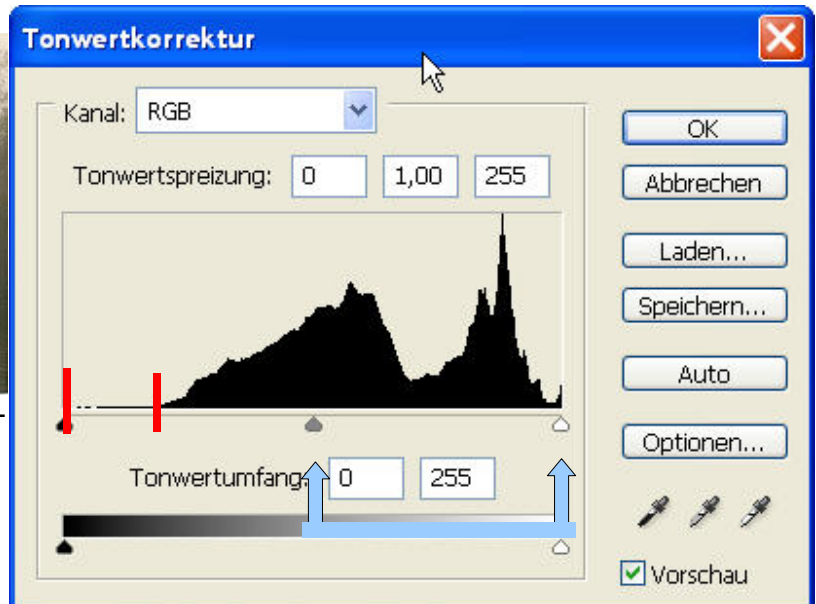 Tonwertkorrektur
Kanal: RGB
OK
Tonwertspreizung: 0 1,00 255
Abbrechen
Laden...
Speichern...
Auto
Optionen...
Tonwertumfang: 0 255
Vorschau